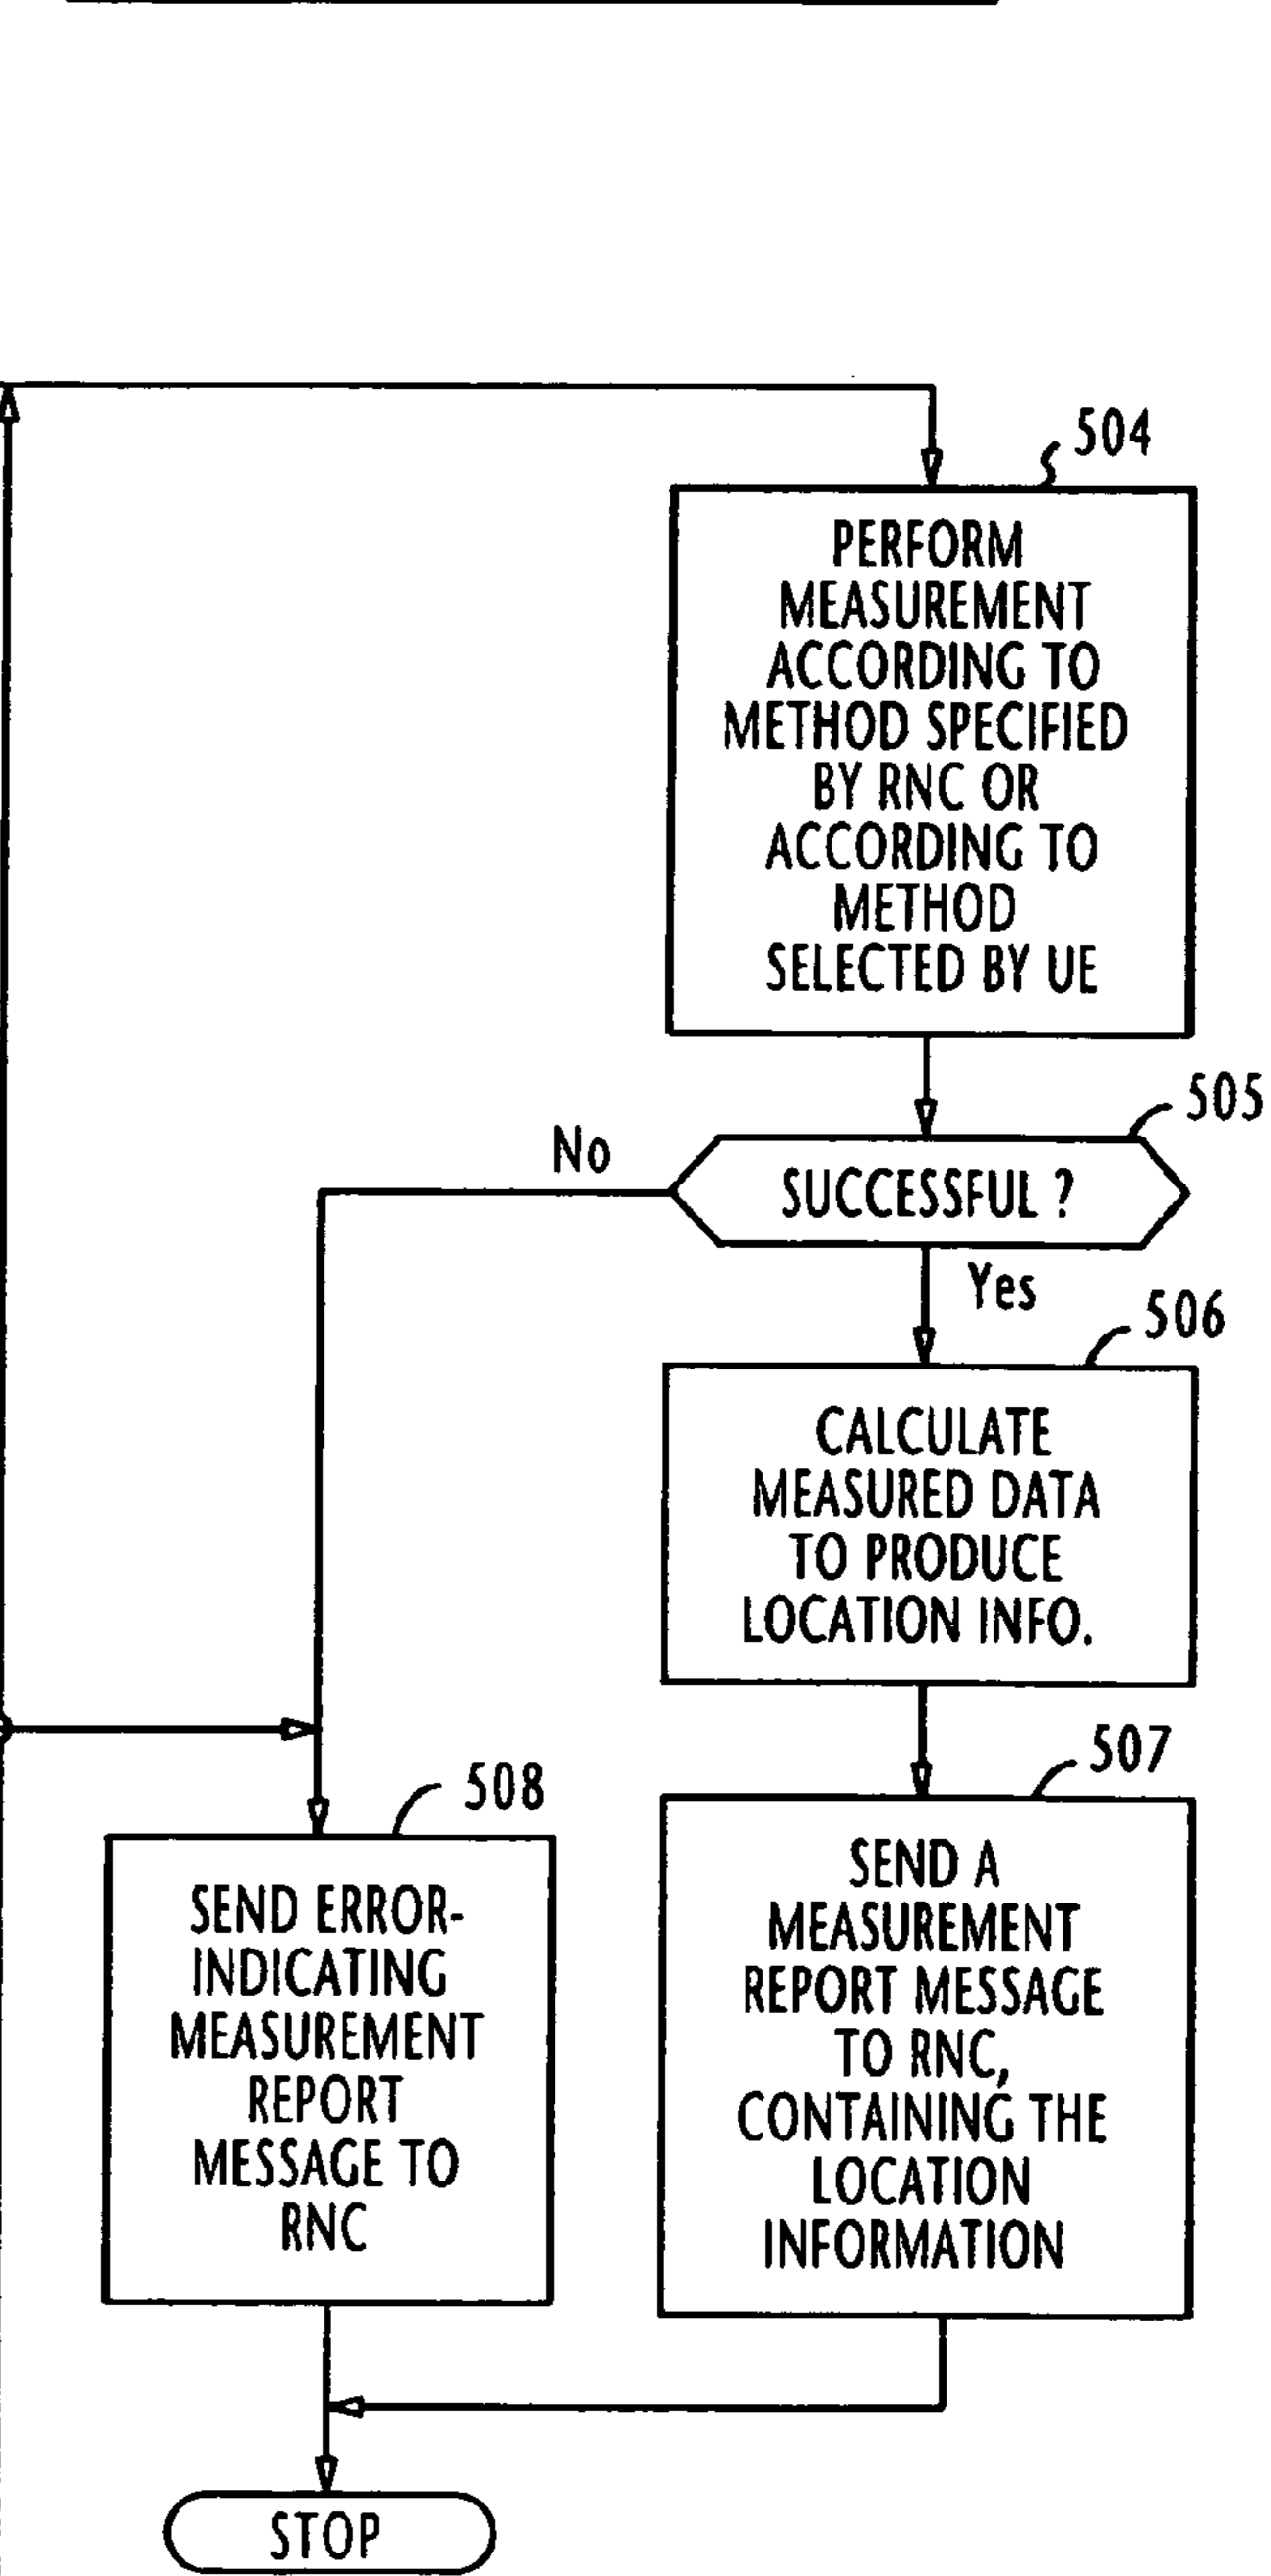 504
PERFORM
MEASUREMENT
ACCORDING TO
METHOD SPECIFIED
BY RNC OR
ACCORDING TO
METHOD
SELECTED BY UE
505
No
SUCCESSFUL ?
Yes
506
CALCULATE
MEASURED DATA
TO PRODUCE
LOCATION INFO.
507
508
SEND A
MEASUREMENT
REPORT MESSAGE
TO RNC,
CONTAINING THE
LOCATION
INFORMATION
SEND ERROR-
INDICATING
MEASUREMENT
REPORT
MESSAGE TO
RNC
STOP